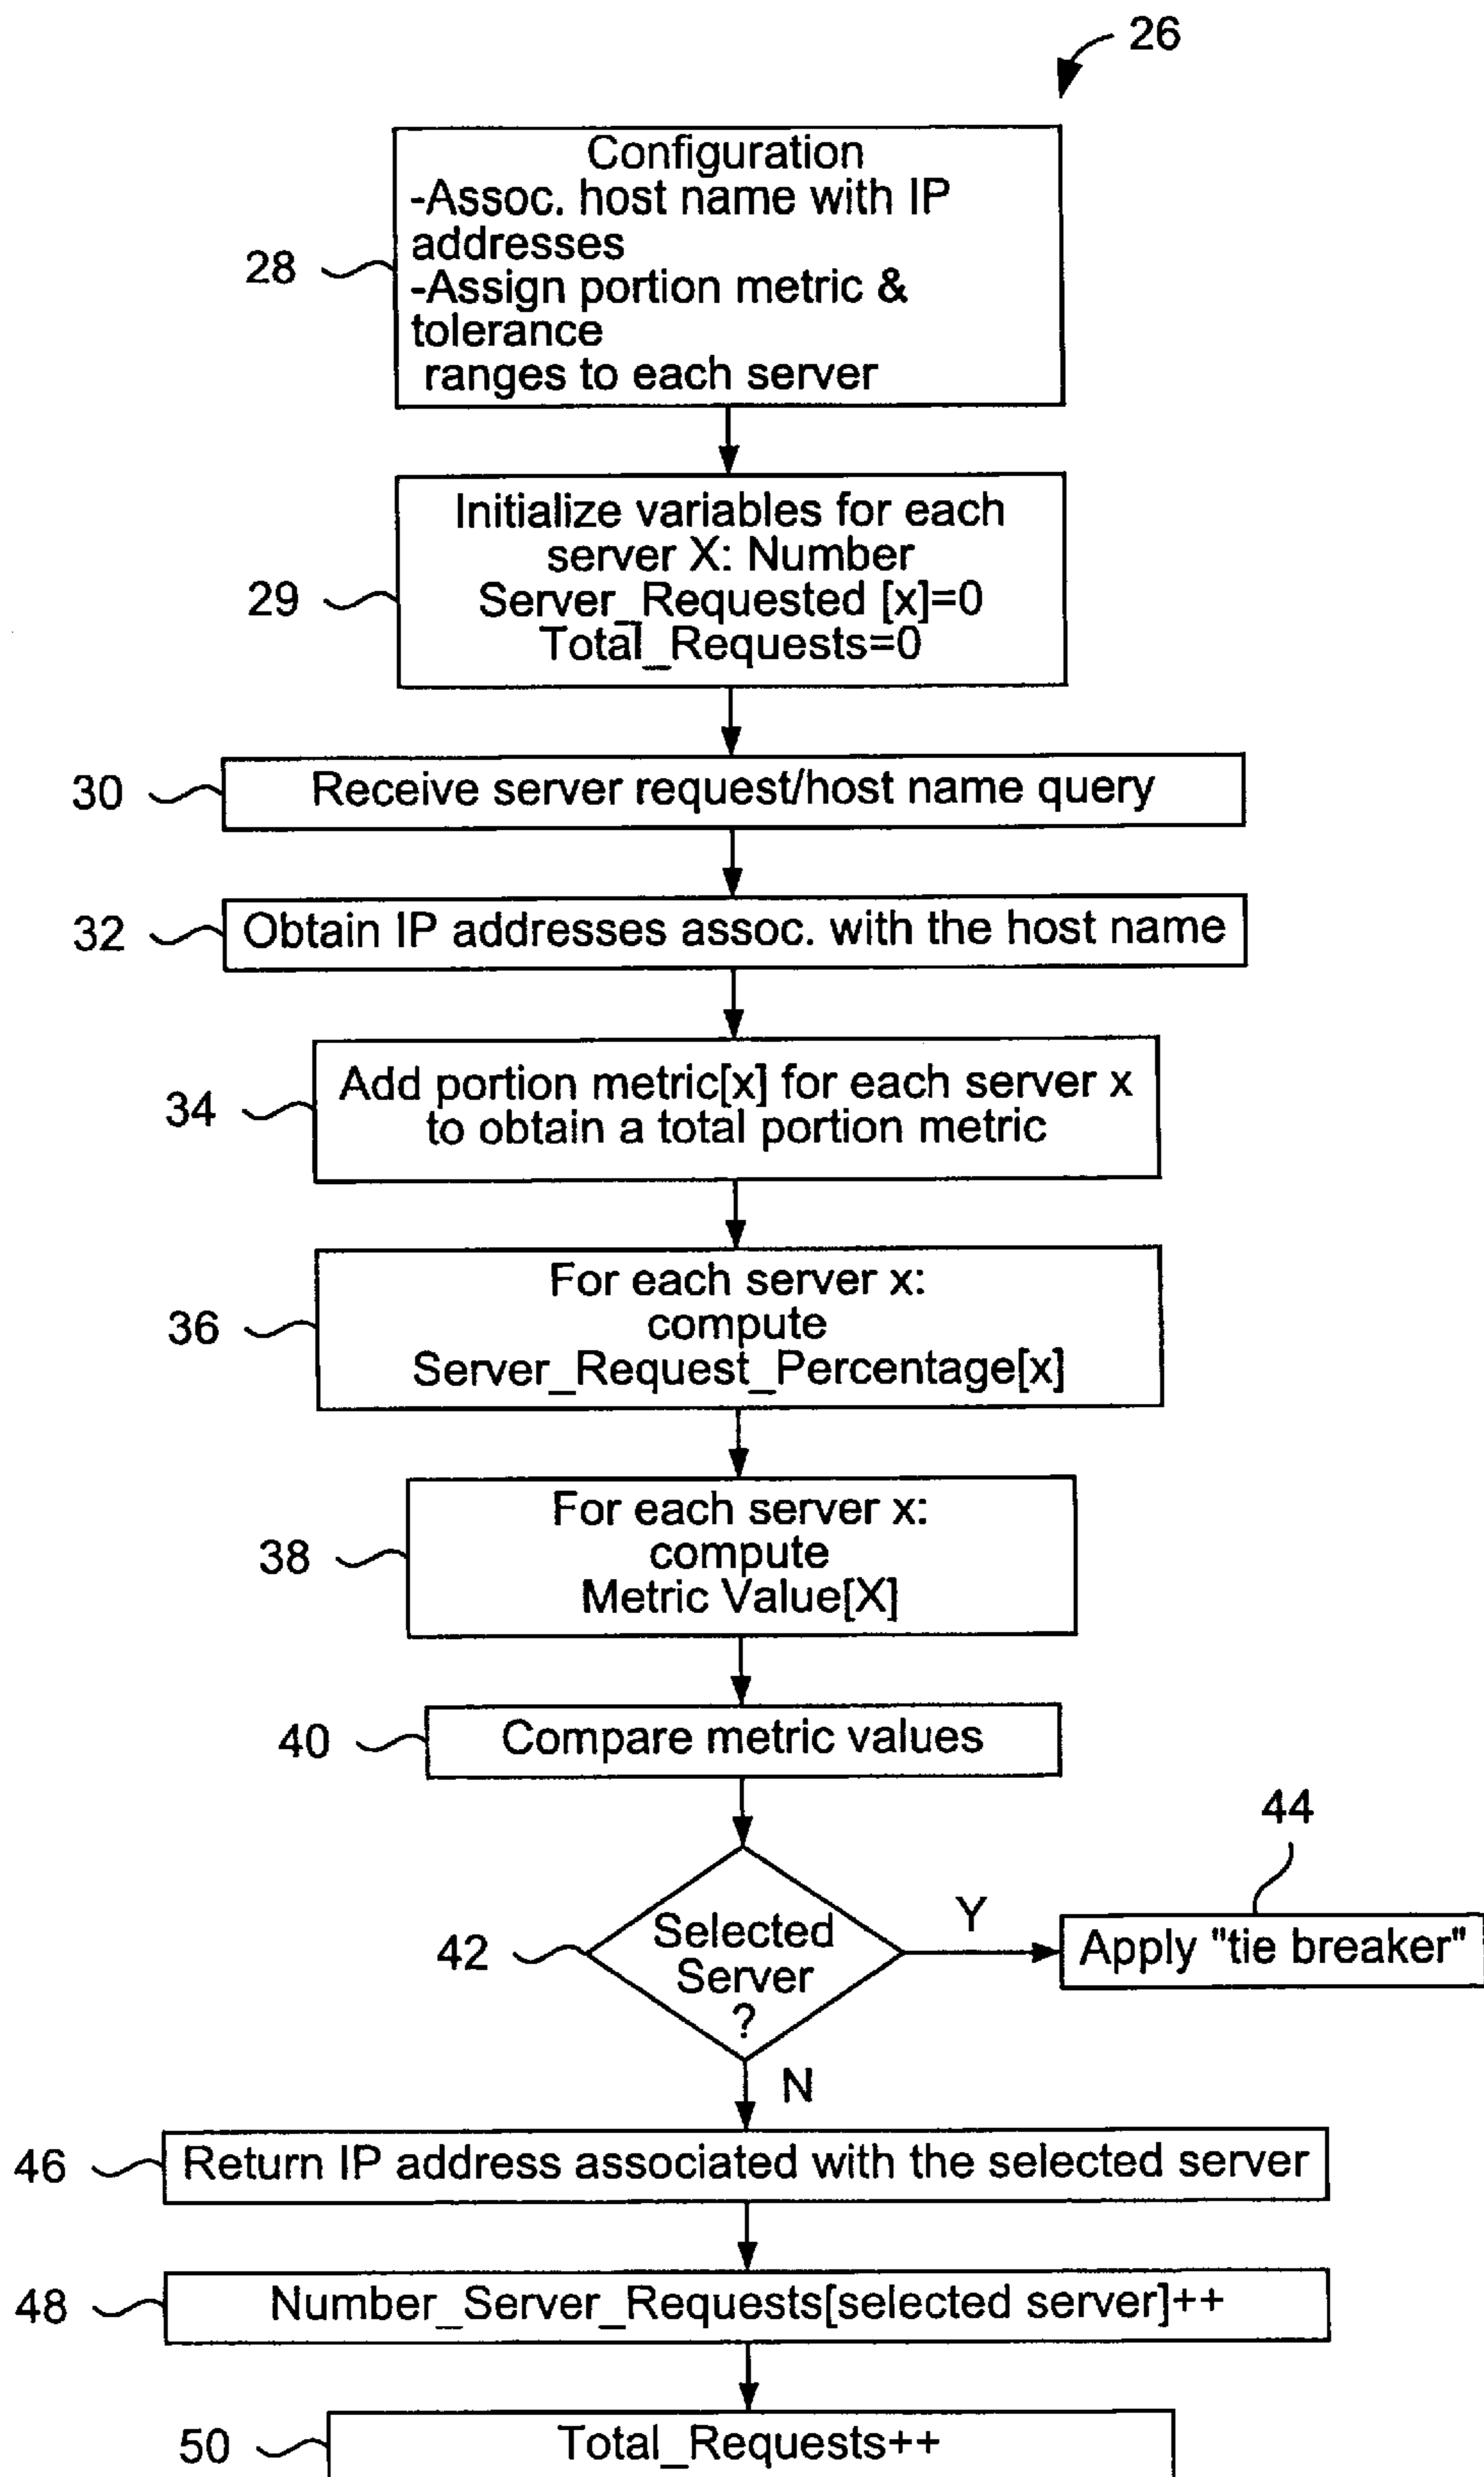 26
Configuration
-Assoc. host name with IP
addresses
-Assign portion metric &
tolerance
ranges to each server
28
Initialize variables for each
server X: Number
Server_Requested [x]=0
Total_Requests=0
29
30
Receive server request/host name query
32
Obtain IP addresses assoc. with the host name
34
Add portion metric[x] for each server x
to obtain a total portion metric
36
For each server x:
compute
Server_Request_Percentage[x]
38
For each server x:
compute
Metric Value[X]
40
Compare metric values
42
Selected
Server
?
Y
44
Apply "tie breaker"
N
46
Return IP address associated with the selected server
48
Number_Server_Requests[selected server]++
50
Total_Requests++